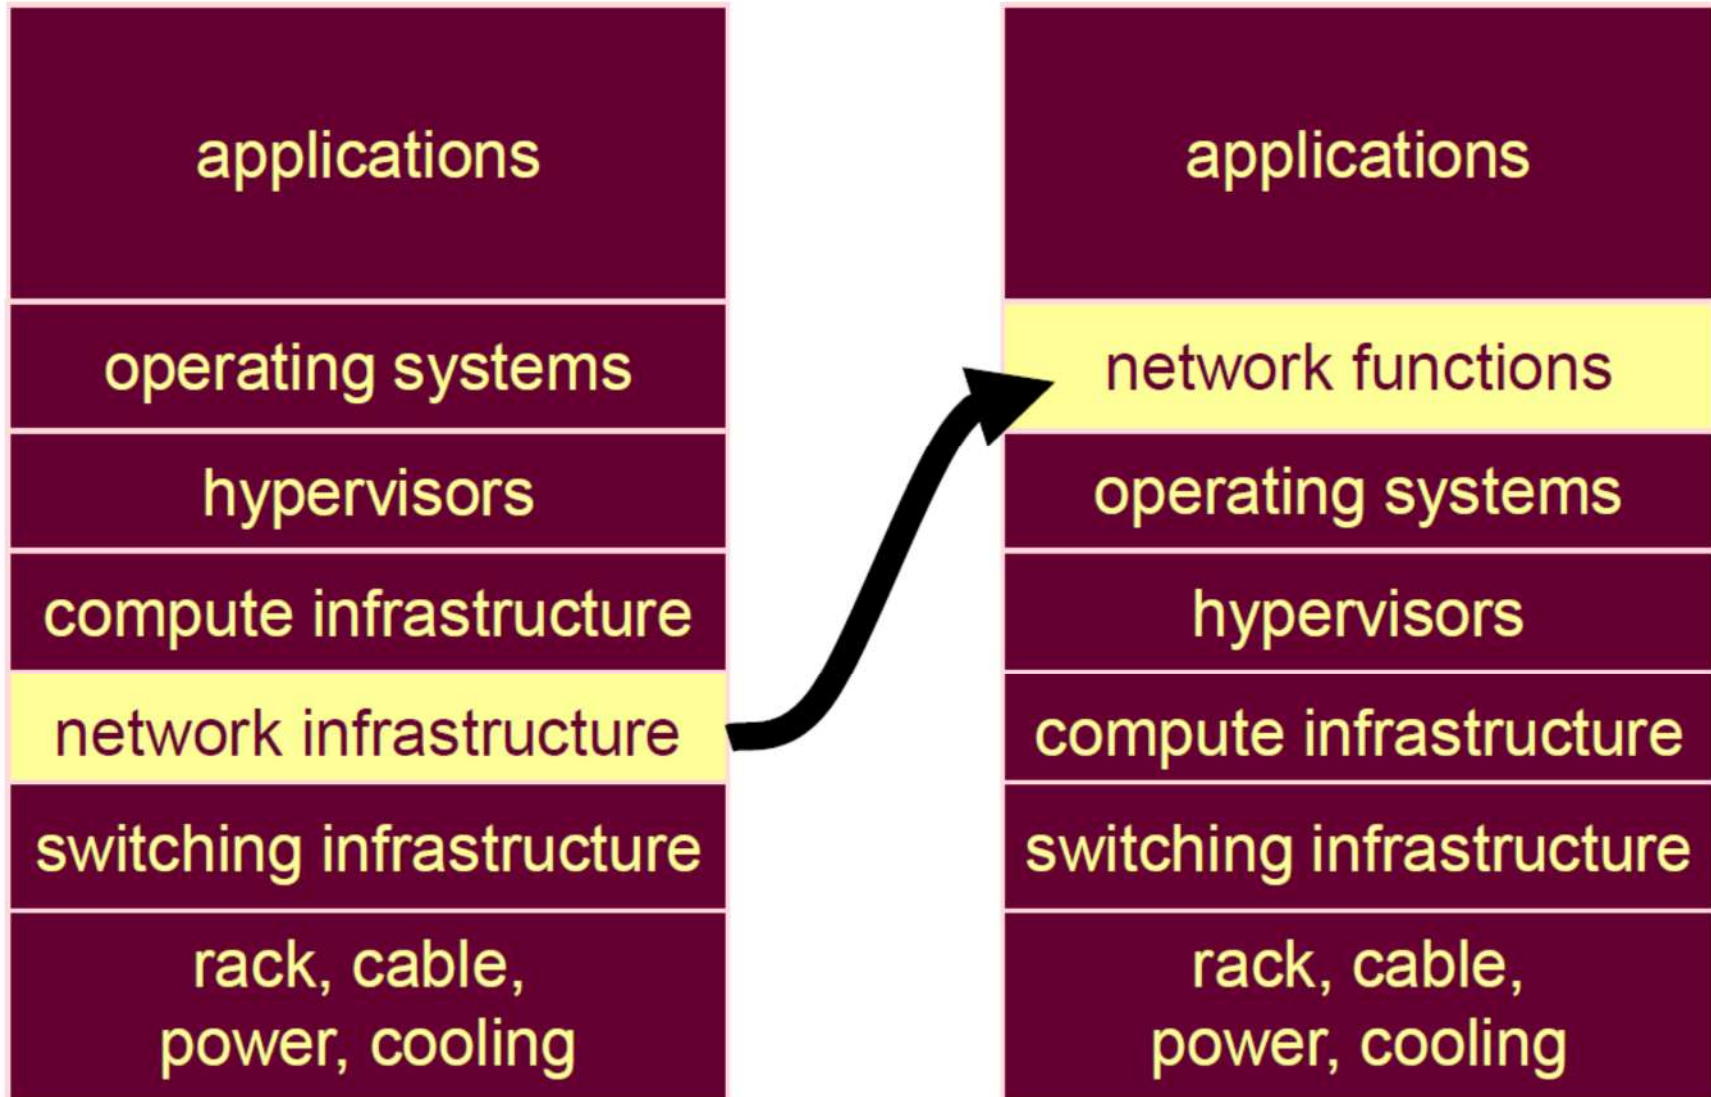 applications
operating systems
hypervisors
compute infrastructure
network infrastructure
switching infrastructure
rack, cable,
power, cooling
applications
network functions
operating systems
hypervisors
compute infrastructure
switching infrastructure
rack, cable,
power, cooling